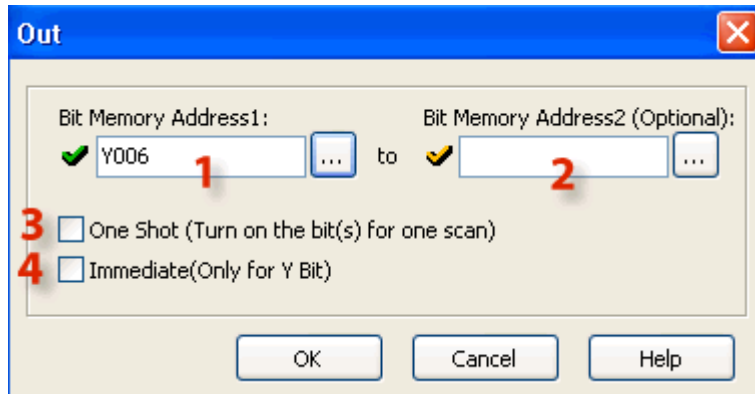 Out
Bit Memory Address1: Bit Memory Address2 (Optional):
Y006 ... to ...
1 2
3 One Shot (Turn on the bit(s) for one scan)
4 Immediate(Only for Y Bit)
OK Cancel Help